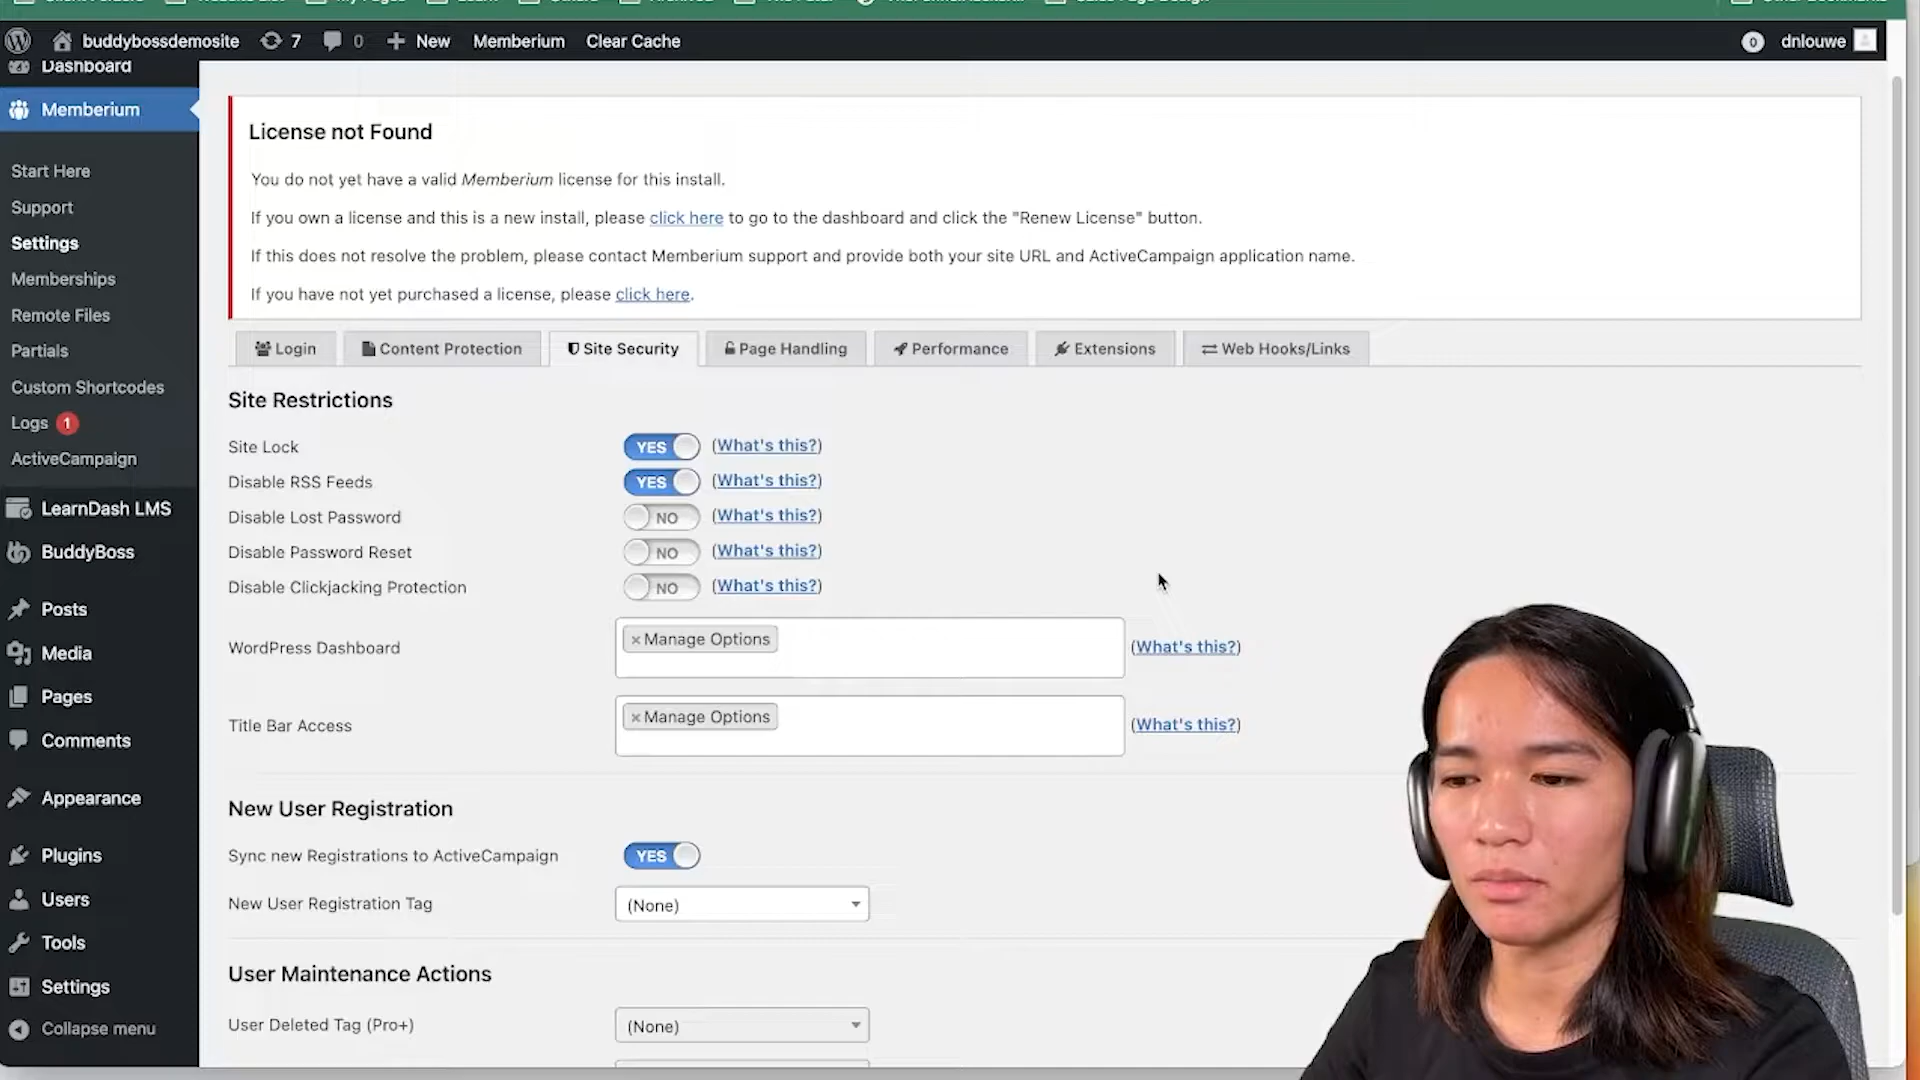 buddybossdemosite 7 0 New Memberium Clear Cache 0 dnlouwe
Dashboard
Memberium
Start Here
Support
Settings
Memberships
Remote Files
Partials
Custom Shortcodes
Logs 1
ActiveCampaign
LearnDash LMS
BuddyBoss
Posts
Media
Pages
Comments
Appearance
Plugins
Users
Tools
Settings
Collapse menu
License not Found
You do not yet have a valid Memberium license for this install.
If you own a license and this is a new install, please click here to go to the dashboard and click the "Renew License" button.
If this does not resolve the problem, please contact Memberium support and provide both your site URL and ActiveCampaign application name.
If you have not yet purchased a license, please click here.
Login Content Protection Site Security Page Handling Performance Extensions Web Hooks/Links
Site Restrictions
Site Lock YES (What's this?)
Disable RSS Feeds YES (What's this?)
Disable Lost Password NO (What's this?)
Disable Password Reset NO (What's this?)
Disable Clickjacking Protection NO (What's this?)
WordPress Dashboard ×Manage Options (What's this?)
Title Bar Access ×Manage Options (What's this?)
New User Registration
Sync new Registrations to ActiveCampaign YES
New User Registration Tag (None)
User Maintenance Actions
User Deleted Tag (Pro+) (None)